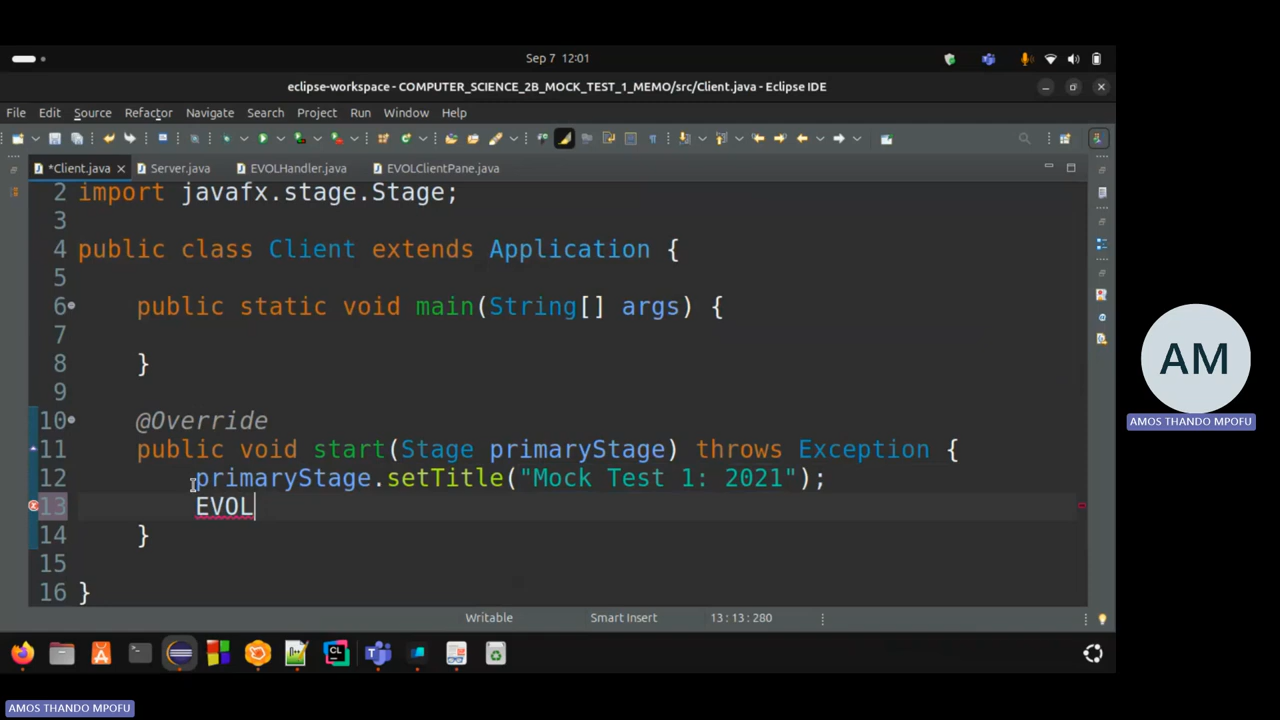 Sep 7 12:01
eclipse-workspace - COMPUTER_SCIENCE_2B_MOCK_TEST_1_MEMO/src/Client.java - Eclipse IDE
File Edit Source Refactor Navigate Search Project Run Window Help
*Client.java Server.java EVOLHandler.java EVOLClientPane.java
2 import javafx.stage.Stage;
3
4 public class Client extends Application {
5
6 public static void main(String[] args) {
7
8 }
9
10 @Override
11 public void start(Stage primaryStage) throws Exception {
12 primaryStage.setTitle("Mock Test 1: 2021");
13 EVOL
14 }
15
16 }
Writable Smart Insert 13:13:280
CL
AM
AMOS THANDO MPOFU
AMOS THANDO MPOFU